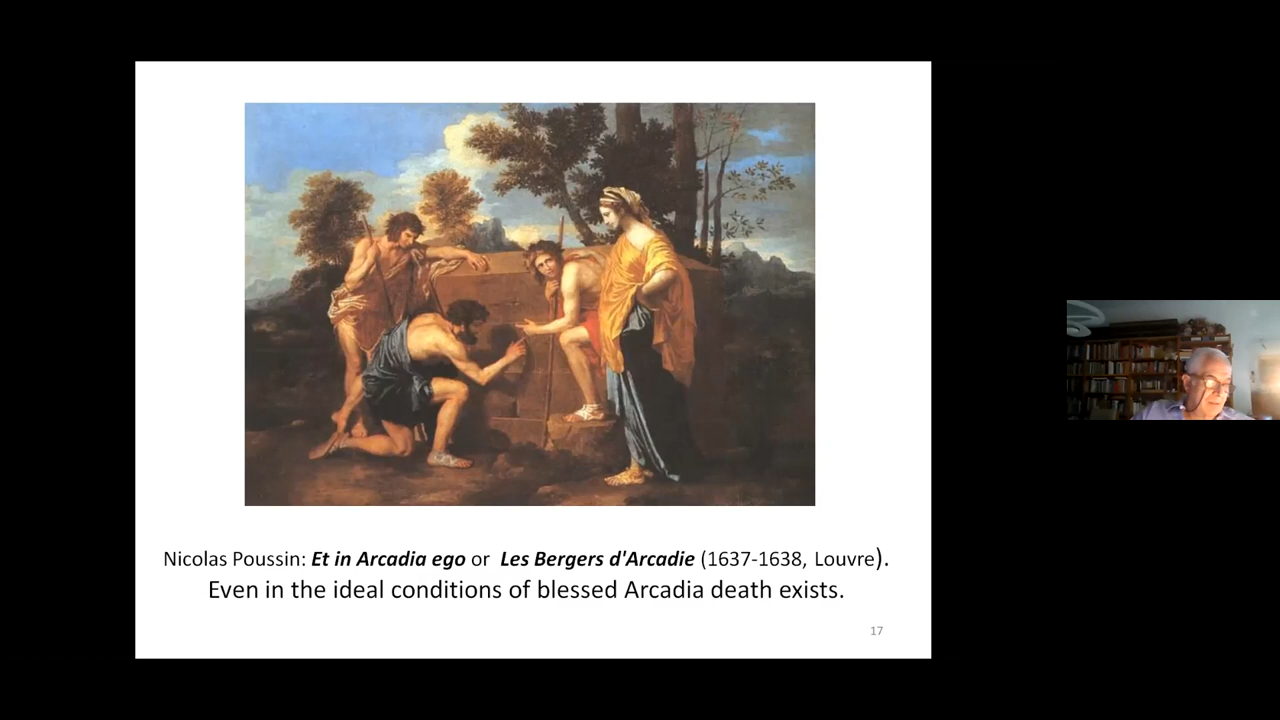 Nicolas Poussin: Et in Arcadia ego or Les Bergers d'Arcadie (1637-1638, Louvre).
Even in the ideal conditions of blessed Arcadia death exists.
17